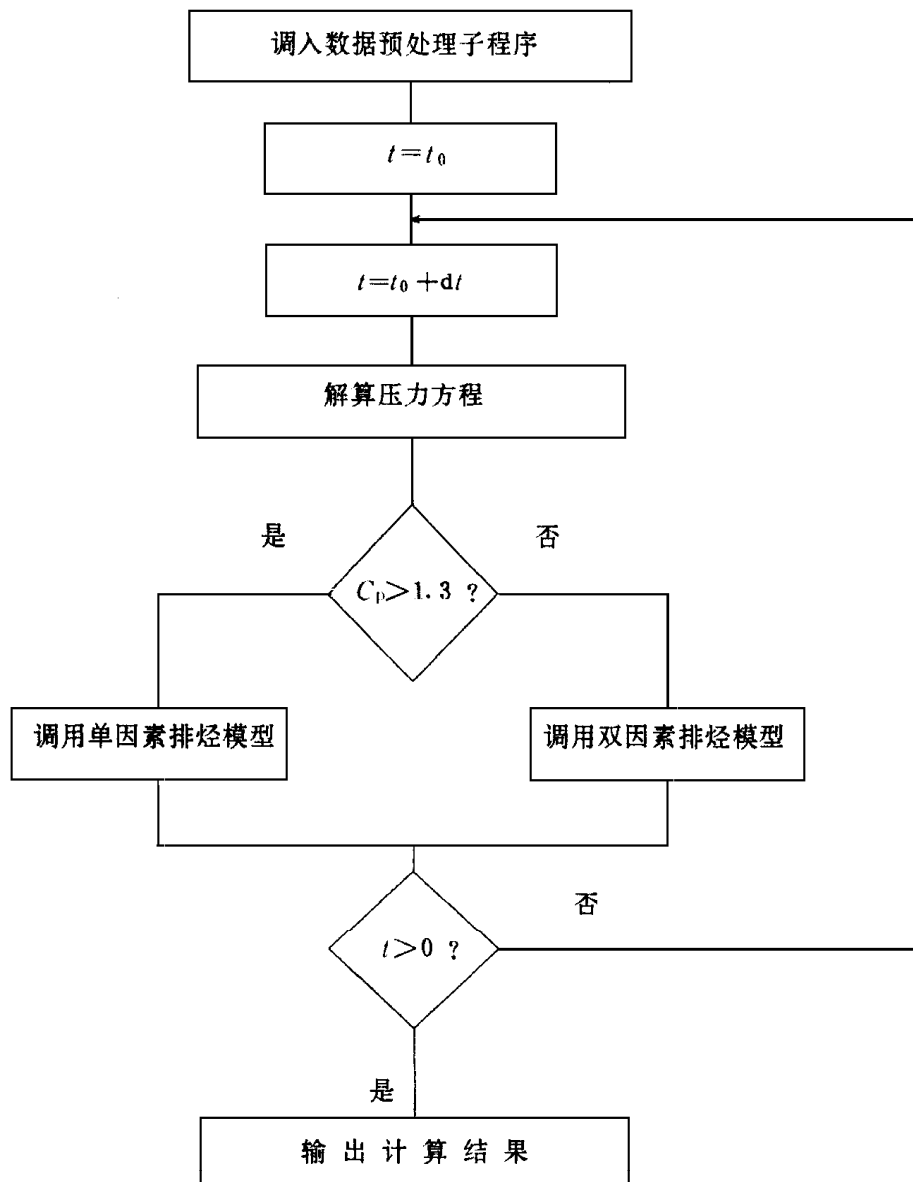 调入数据预处理子程序
t=t₀
t=t₀+dt
解算压力方程
是
否
Cₚ>1.3 ?
调用单因素排烃模型
调用双因素排烃模型
否
t>0 ?
是
输出计算结果